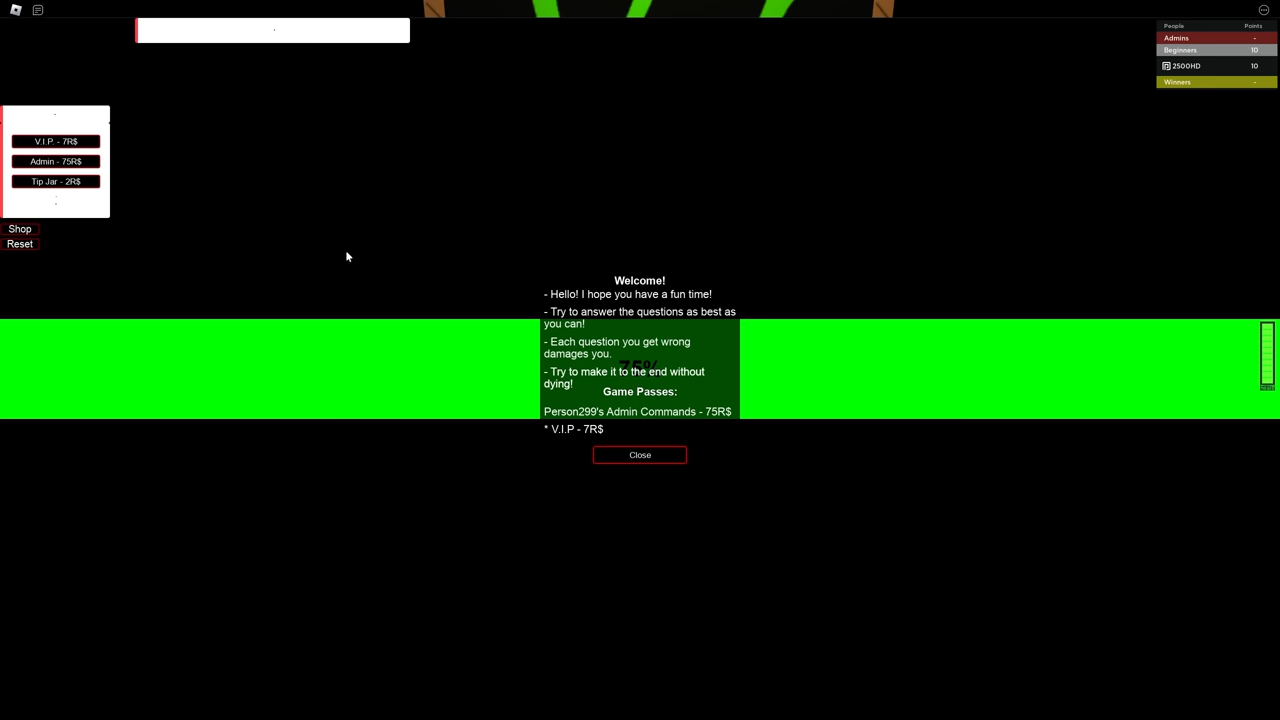 People Points
Admins -
Beginners 10
2500HD 10
Winners -
V.I.P. - 7R$
Admin - 75R$
Tip Jar - 2R$
Shop
Reset
Welcome!
- Hello! I hope you have a fun time!
- Try to answer the questions as best as
you can!
- Each question you get wrong
damages you.
75%
- Try to make it to the end without
dying!
Game Passes:
Person299's Admin Commands - 75R$
* V.I.P - 7R$
Close